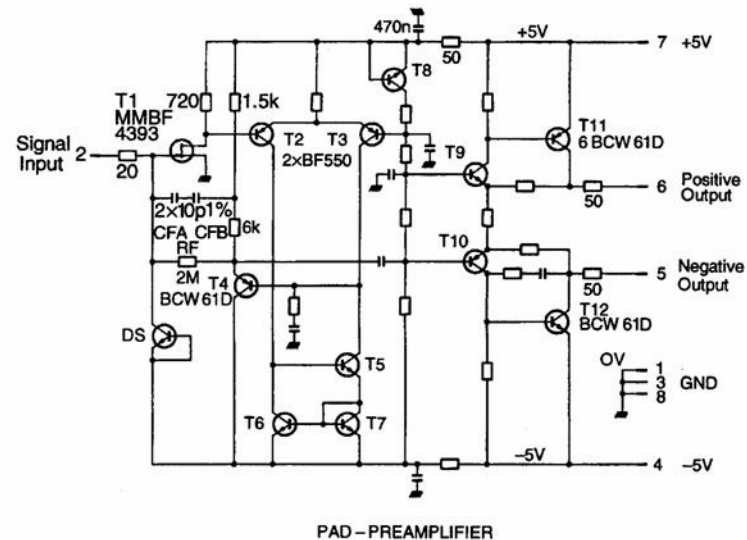 470n
+5V
7 +5V
50
T8
T1
MMBF
4393
720
1.5k
T11
6 BCW 61D
Signal
Input
2
20
T2
T3
2×BF550
T9
6
Positive
Output
50
2×10p1%
CFA CFB
6k
RF
2M
T10
T4
BCW 61D
5
Negative
Output
50
T12
BCW 61D
DS
T5
OV
1
3 GND
8
T6
T7
-5V
4 -5V
50
PAD-PREAMPLIFIER